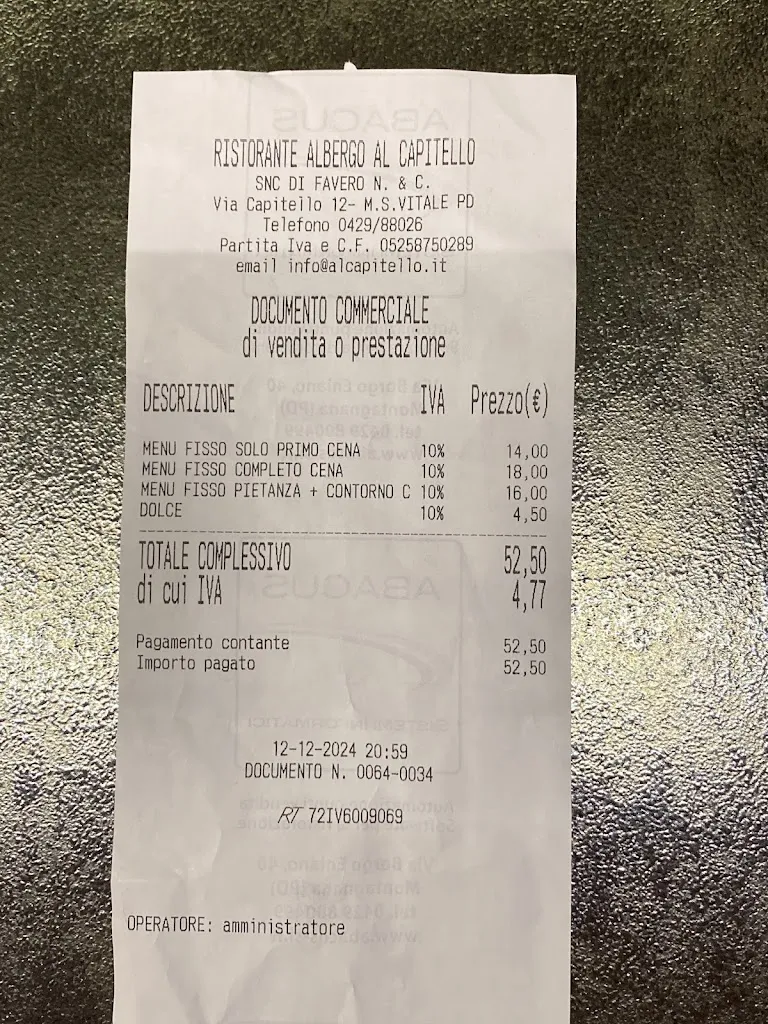 RISTORANTE ALBERGO AL CAPITELLO
SNC DI FAVERO N. & C.
Via Capitello 12- M.S.VITALE PD
Telefono 0429/88026
Partita Iva e C.F. 05258750289
email info@alcapitello.it
DOCUMENTO COMMERCIALE
di vendita o prestazione
DESCRIZIONE IVA Prezzo(€)
MENU FISSO SOLO PRIMO CENA 10% 14,00
MENU FISSO COMPLETO CENA 10% 18,00
MENU FISSO PIETANZA + CONTORNO C 10% 16,00
DOLCE 10% 4,50
TOTALE COMPLESSIVO 52,50
di cui IVA 4,77
Pagamento contante 52,50
Importo pagato 52,50
12-12-2024 20:59
DOCUMENTO N. 0064-0034
RT 72IV6009069
OPERATORE: amministratore